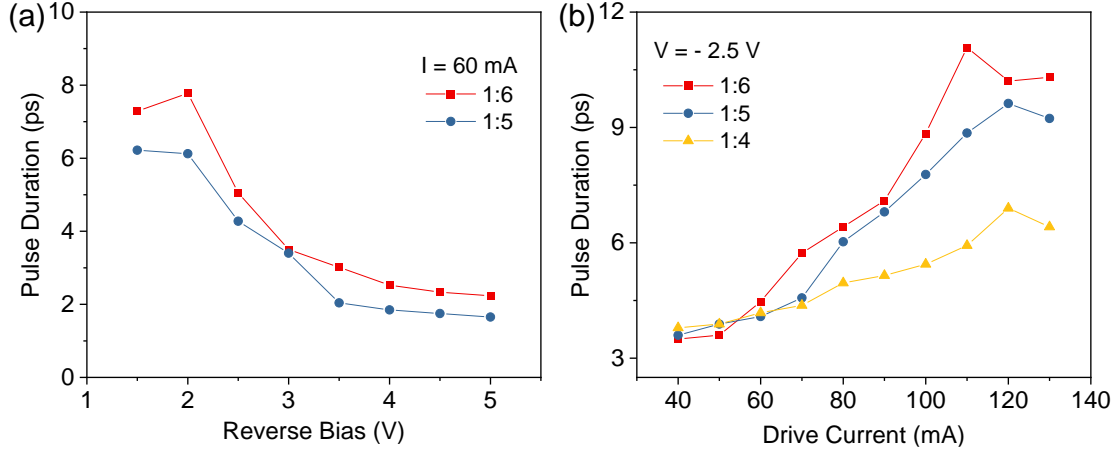 (a)
10
8
6
4
2
0
Pulse Duration (ps)
I = 60 mA
1:6
1:5
1 2 3 4 5
Reverse Bias (V)
(b)
12
9
6
3
Pulse Duration (ps)
V = - 2.5 V
1:6
1:5
1:4
40 60 80 100 120 140
Drive Current (mA)